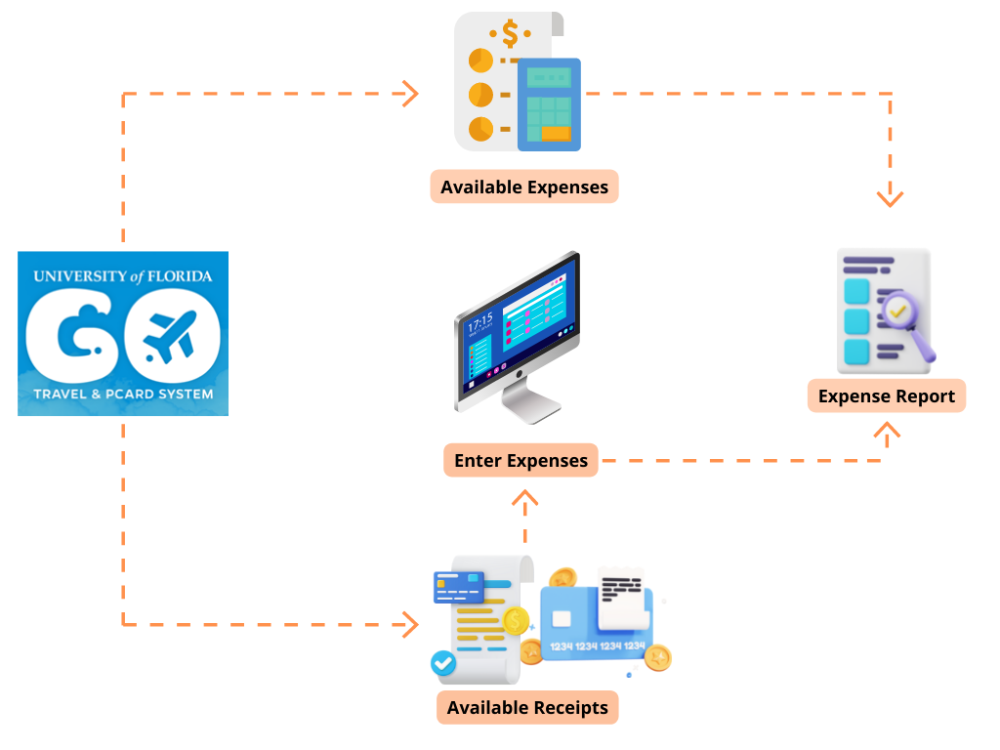 $
Available Expenses
UNIVERSITY of FLORIDA
GO
TRAVEL & PCARD SYSTEM
17:15
Enter Expenses
Expense Report
$
1234 1234 1234 1234
Available Receipts